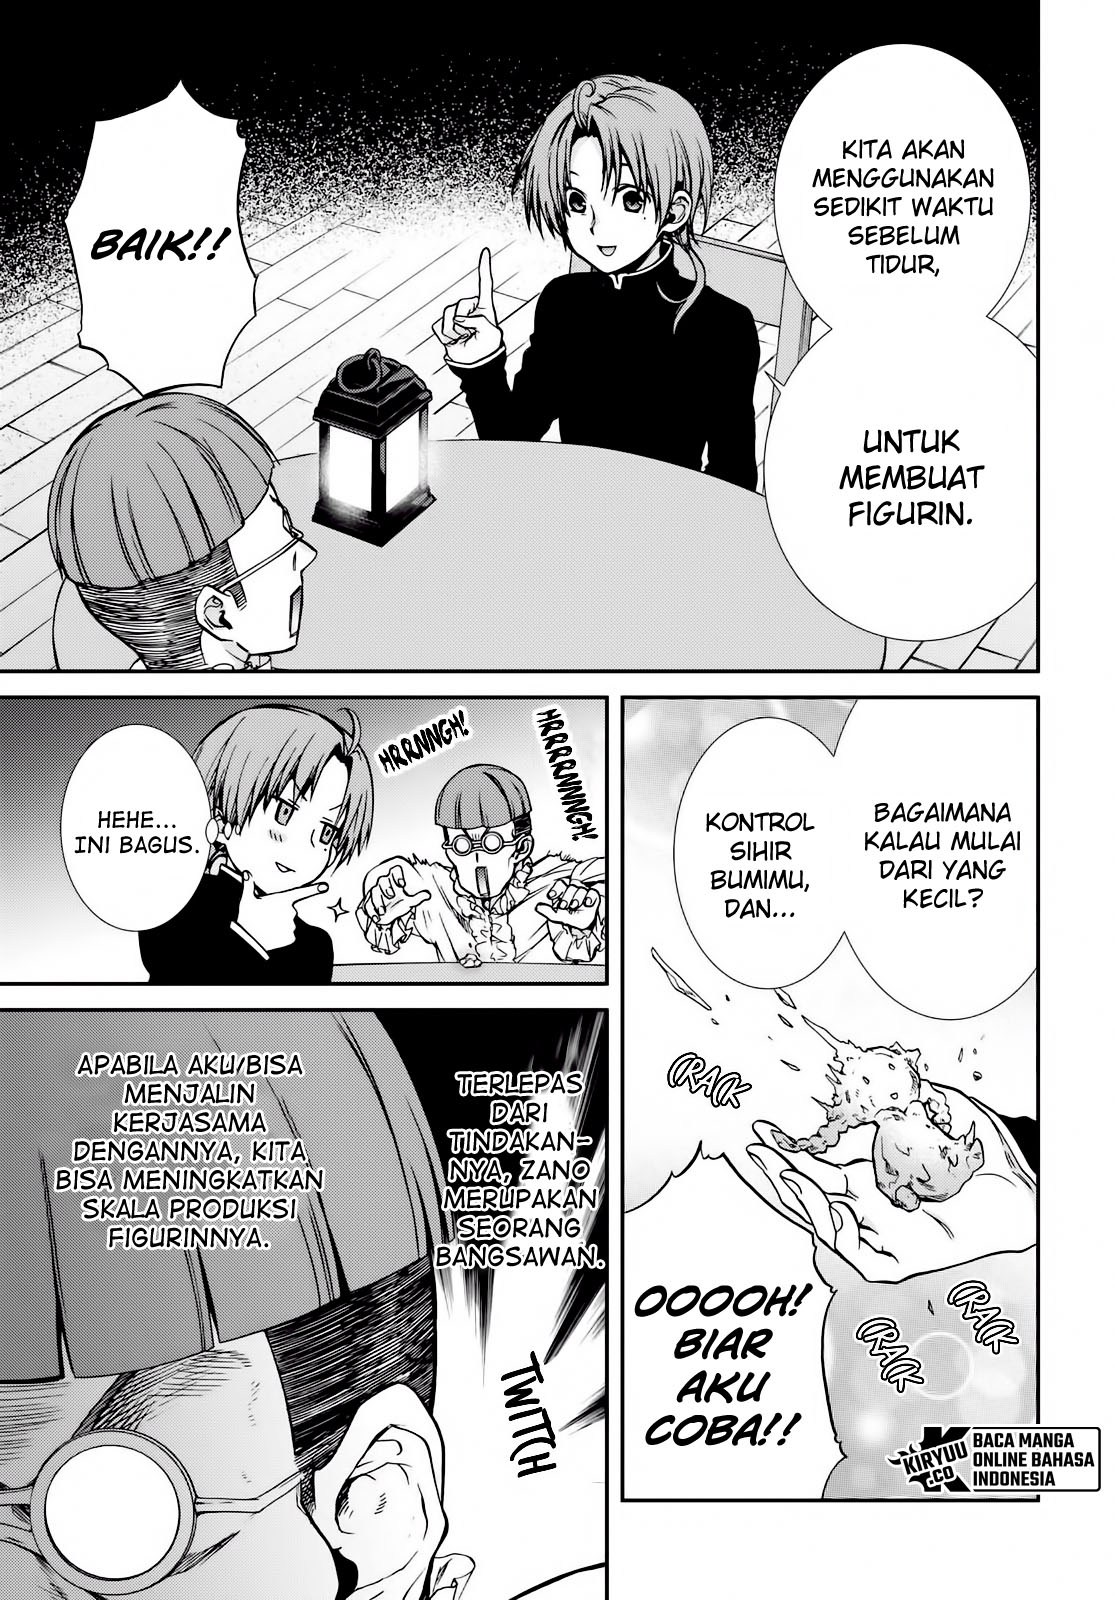 KITA AKAN
MENGGUNAKAN
SEDIKIT WAKTU
SEBELUM
TIDUR,
UNTUK
MEMBUAT
FIGURIN.
BAIK!!
BAGAIMANA
KALAU MULAI
DARI YANG
KECIL?
KONTROL
SIHIR
BUMIMU,
DAN...
CRACK
OOOOH!
BIAR
AKU
COBA!!
CRACK
CRACK
HRRRRNNNGH!
HRRNNGH!
HEHE...
INI BAGUS.
TERLEPAS
DARI
TINDAKAN-
NYA, ZANO
MERUPAKAN
SEORANG
BANGSAWAN.
APABILA AKU/BISA
MENJALIN
KERJASAMA
DENGANNYA, KITA
BISA MENINGKATKAN
SKALA PRODUKSI
FIGURINNYA.
TWITCH
KIRYUU
.CO
BACA MANGA
ONLINE BAHASA
INDONESIA